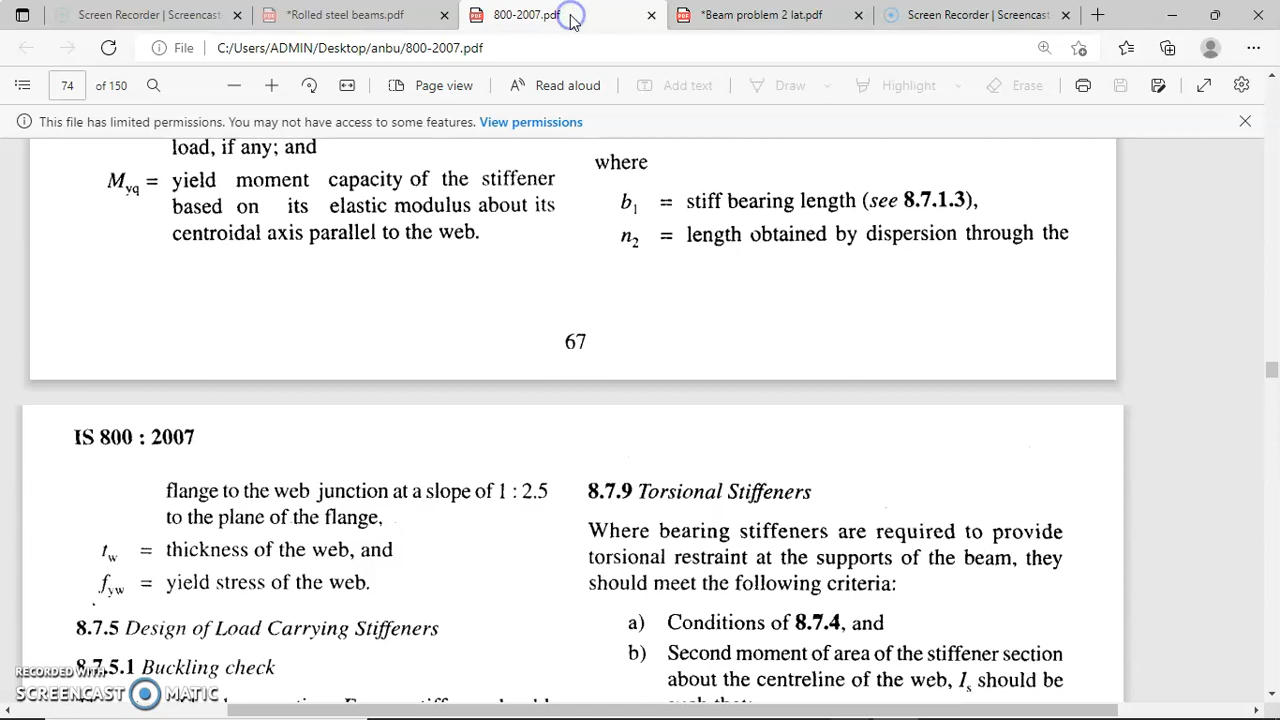 Screen Recorder | Screencast
*Rolled steel beams.pdf
800-2007.pdf
*Beam problem 2 lat.pdf
Screen Recorder | Screencast
File
C:/Users/ADMIN/Desktop/anbu/800-2007.pdf
74 of 150
Page view
Read aloud
Add text
Draw
Highlight
Erase
This file has limited permissions. You may not have access to some features. View permissions
load, if any; and
Myq = yield moment capacity of the stiffener
based on its elastic modulus about its
centroidal axis parallel to the web.
where
b1 = stiff bearing length (see 8.7.1.3),
n2 = length obtained by dispersion through the
67
IS 800 : 2007
flange to the web junction at a slope of 1 : 2.5
to the plane of the flange,
tw = thickness of the web, and
fyw = yield stress of the web.
8.7.5 Design of Load Carrying Stiffeners
8.7.5.1 Buckling check
8.7.9 Torsional Stiffeners
Where bearing stiffeners are required to provide
torsional restraint at the supports of the beam, they
should meet the following criteria:
a) Conditions of 8.7.4, and
b) Second moment of area of the stiffener section
about the centreline of the web, Is should be
RECORDED WITH
SCREENCAST MATIC